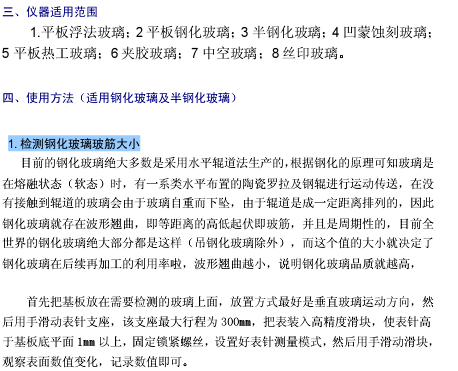 三、仪器适用范围
1.平板浮法玻璃；2平板钢化玻璃；3半钢化玻璃；4凹蒙蚀刻玻璃；
5平板热工玻璃；6夹胶玻璃；7中空玻璃；8丝印玻璃。
四、使用方法（适用钢化玻璃及半钢化玻璃）
1.检测钢化玻璃玻筋大小
目前的钢化玻璃绝大多数是采用水平辊道法生产的，根据钢化的原理可知玻璃是
在熔融状态（软态）时，有一系类水平布置的陶瓷罗拉及钢辊进行运动传送，在没
有接触到辊道的玻璃会由于玻璃自重而下坠，由于辊道是成一定距离排列的，因此
钢化玻璃就存在波形翘曲，即等距离的高低起伏即玻筋，并且是周期性的，目前全
世界的钢化玻璃绝大部分都是这样（吊钢化玻璃除外），而这个值的大小就决定了
钢化玻璃在后续再加工的利用率啦，波形翘曲越小，说明钢化玻璃品质就越高，
首先把基板放在需要检测的玻璃上面，放置方式最好是垂直玻璃运动方向，然
后用手滑动表针支座，该支座最大行程为300mm，把表装入高精度滑块，使表针高
于基板底平面1mm以上，固定锁紧螺丝，设置好表针测量模式，然后用手滑动滑块，
观察表面数值变化，记录数值即可。